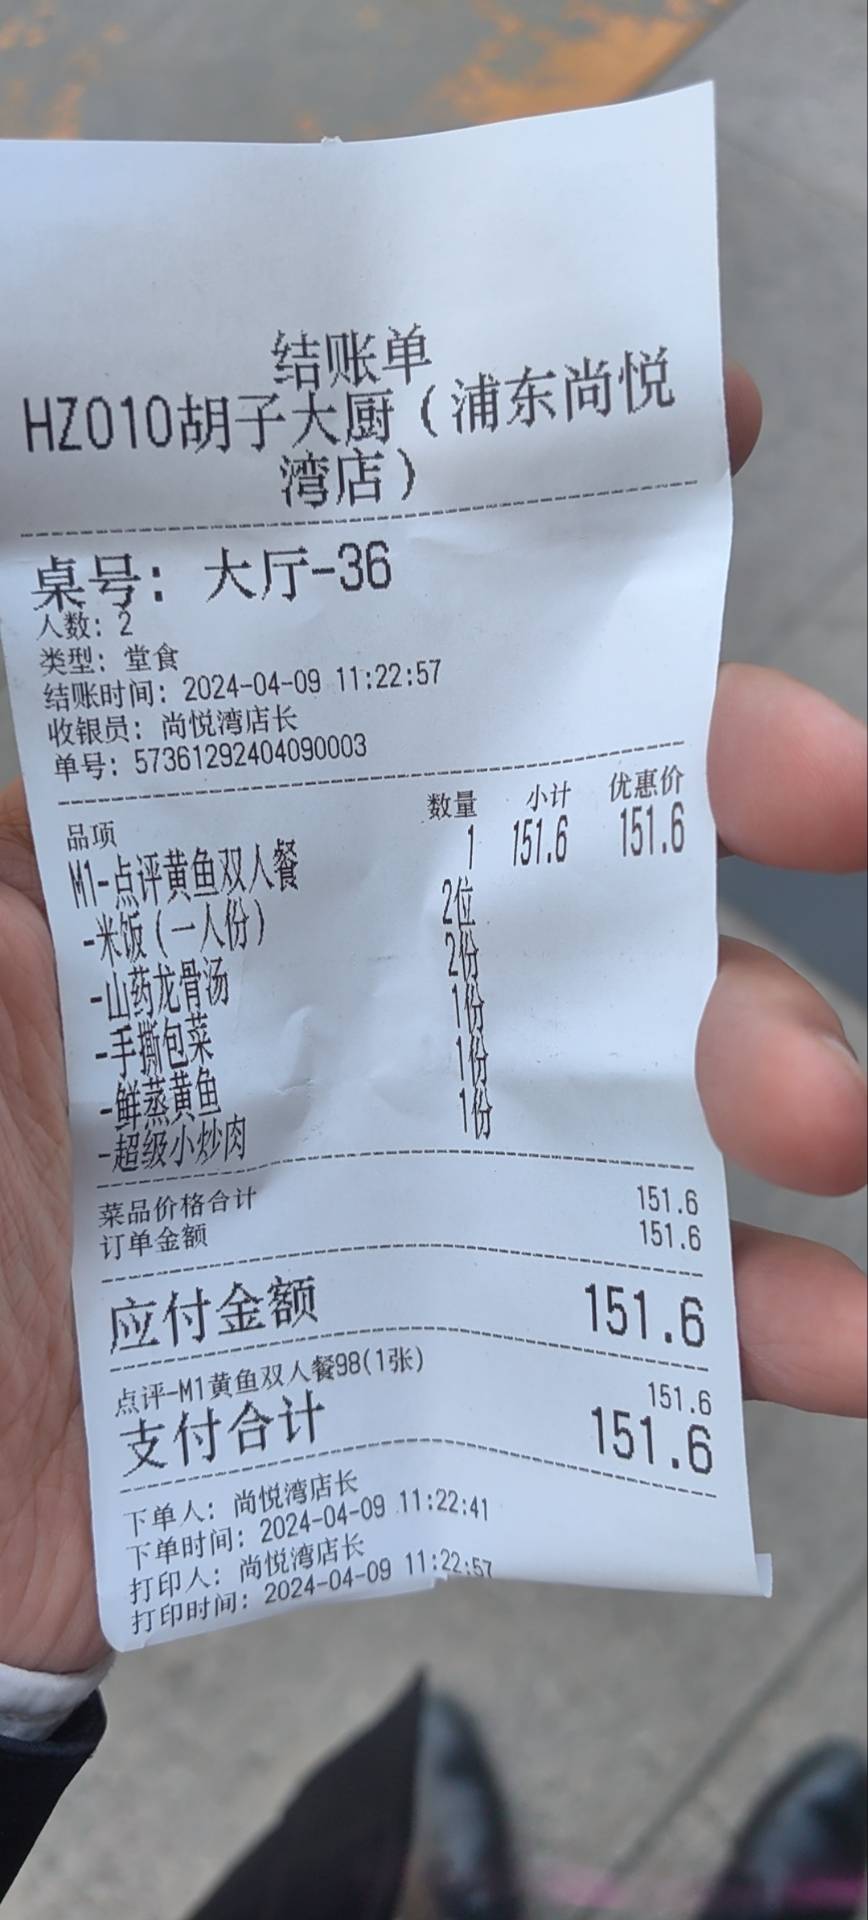 结账单
HZ010胡子大厨（浦东尚悦
湾店）
桌号：大厅-36
人数：2
类型：堂食
结账时间：2024-04-09 11:22:57
收银员：尚悦湾店长
单号：57361292404090003
品项 数量 小计 优惠价
M1-点评黄鱼双人餐 1 151.6 151.6
-米饭(一人份) 2位
-山药龙骨汤 2份
-手撕包菜 1份
-鲜蒸黄鱼 1份
-超级小炒肉 1份
菜品价格合计 151.6
订单金额 151.6
应付金额 151.6
点评-M1黄鱼双人餐98(1张) 151.6
支付合计 151.6
下单人：尚悦湾店长
下单时间：2024-04-09 11:22:41
打印人：尚悦湾店长
打印时间：2024-04-09 11:22:57